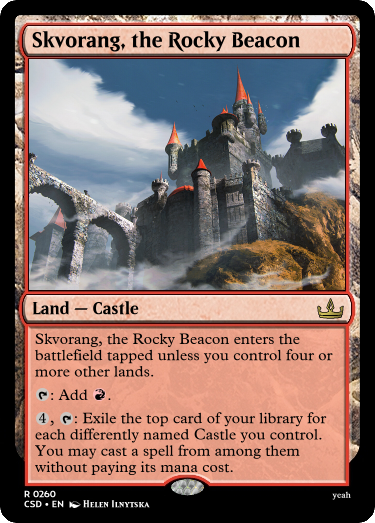 Skvorang, the Rocky Beacon
Land — Castle
Skvorang, the Rocky Beacon enters the
battlefield tapped unless you control four or
more other lands.
: Add .
4, : Exile the top card of your library for
each differently named Castle you control.
You may cast a spell from among them
without paying its mana cost.
R 0260
yeah
CSD • EN Helen Ilnytska